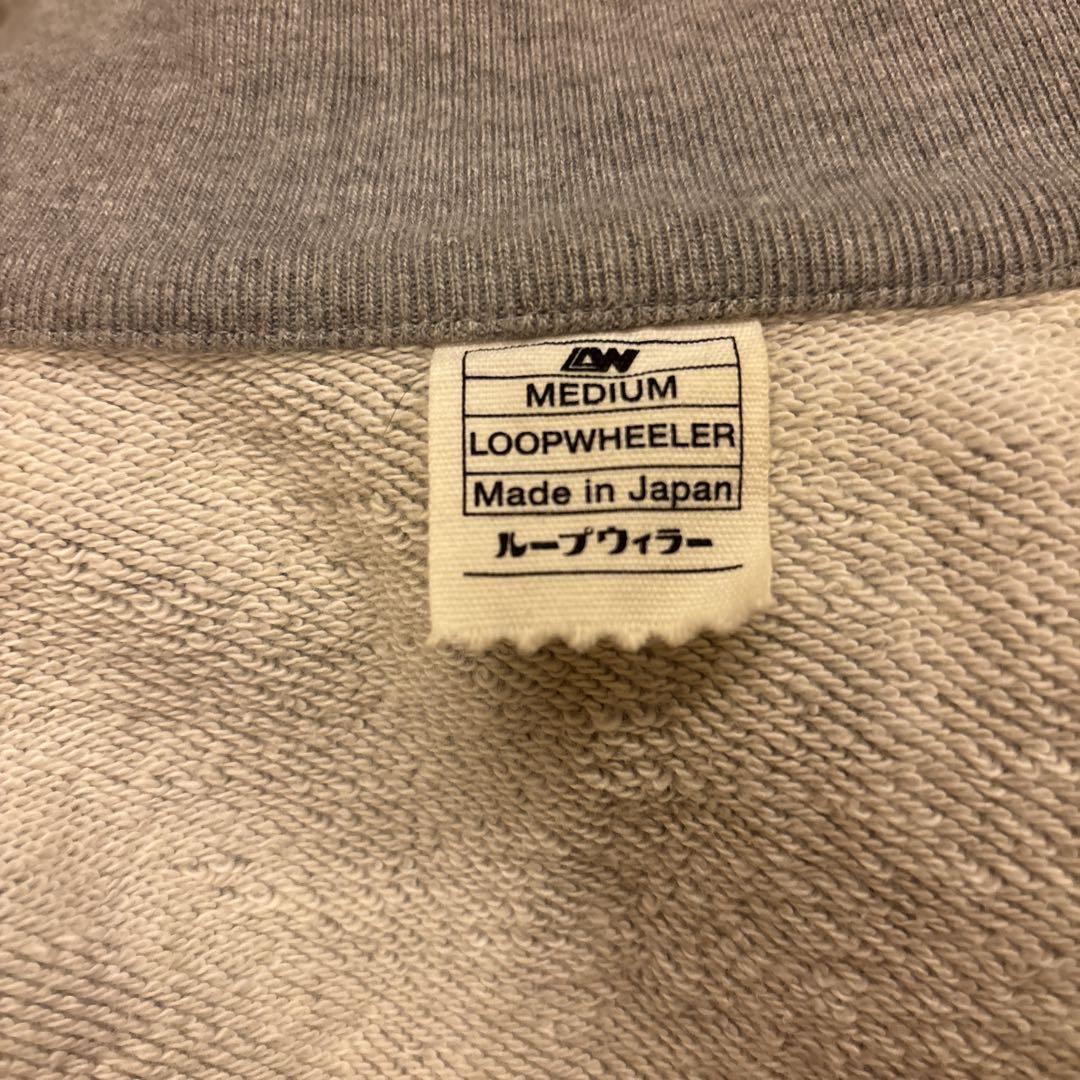 LW
MEDIUM
LOOPWHEELER
Made in Japan
ループウィラー